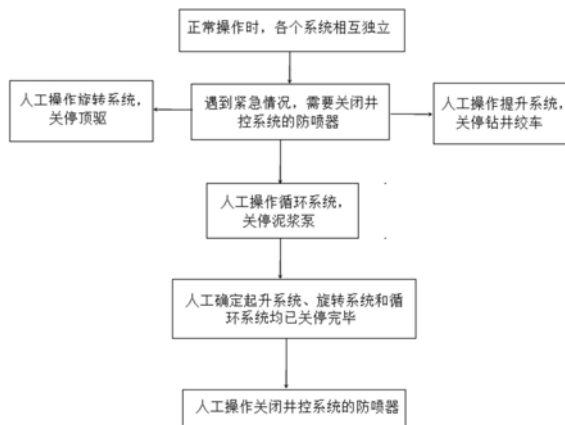 正常操作时，各个系统相互独立
人工操作旋转系统，
关停顶驱
遇到紧急情况，需要关闭井
控系统的防喷器
人工操作提升系统，
关停钻井绞车
人工操作循环系统，
关停泥浆泵
人工确定起升系统、旋转系统和循
环系统均已关停完毕
人工操作关闭井控系统的防喷器